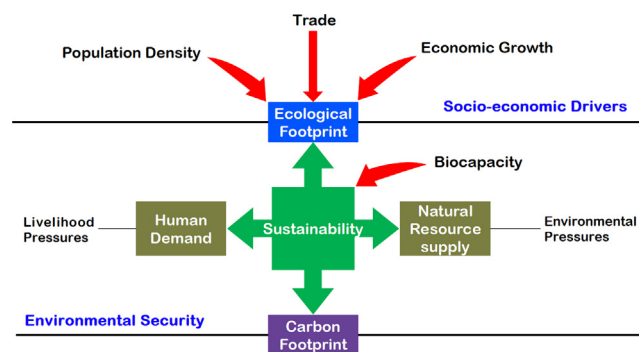 Trade
Population Density
Economic Growth
Ecological
Footprint
Socio-economic Drivers
Biocapacity
Livelihood
Pressures
Human
Demand
Sustainability
Natural
Resource
supply
Environmental
Pressures
Environmental Security
Carbon
Footprint